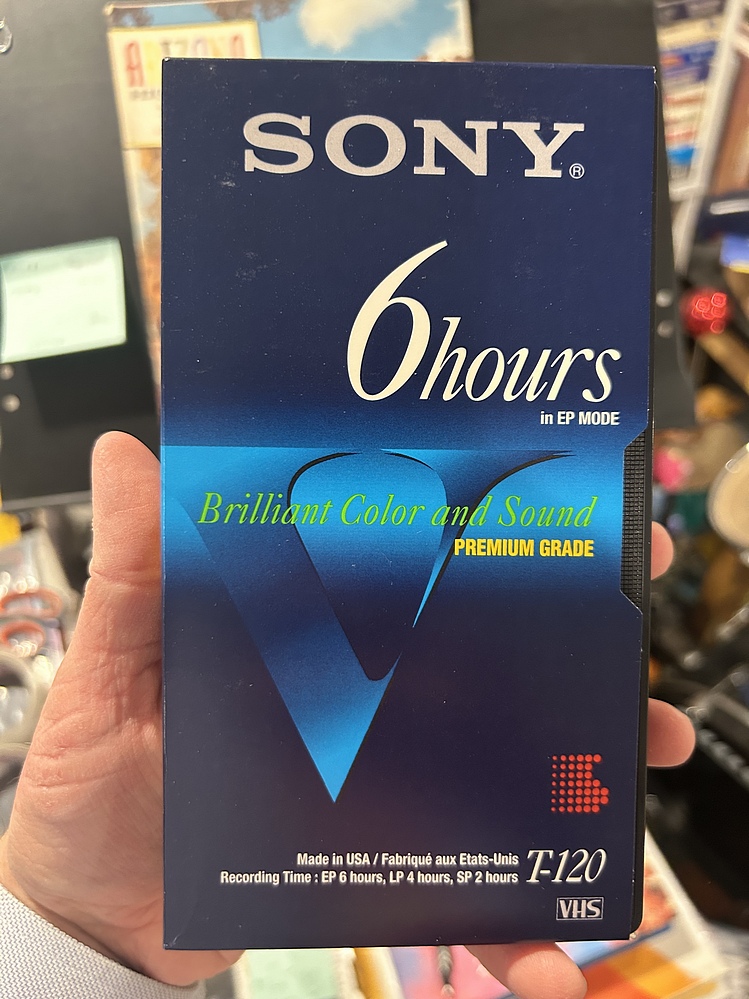 SONY®
6hours
in EP MODE
Brilliant Color and Sound
PREMIUM GRADE
Made in USA / Fabriqué aux Etats-Unis
Recording Time : EP 6 hours, LP 4 hours, SP 2 hours
T-120
VHS